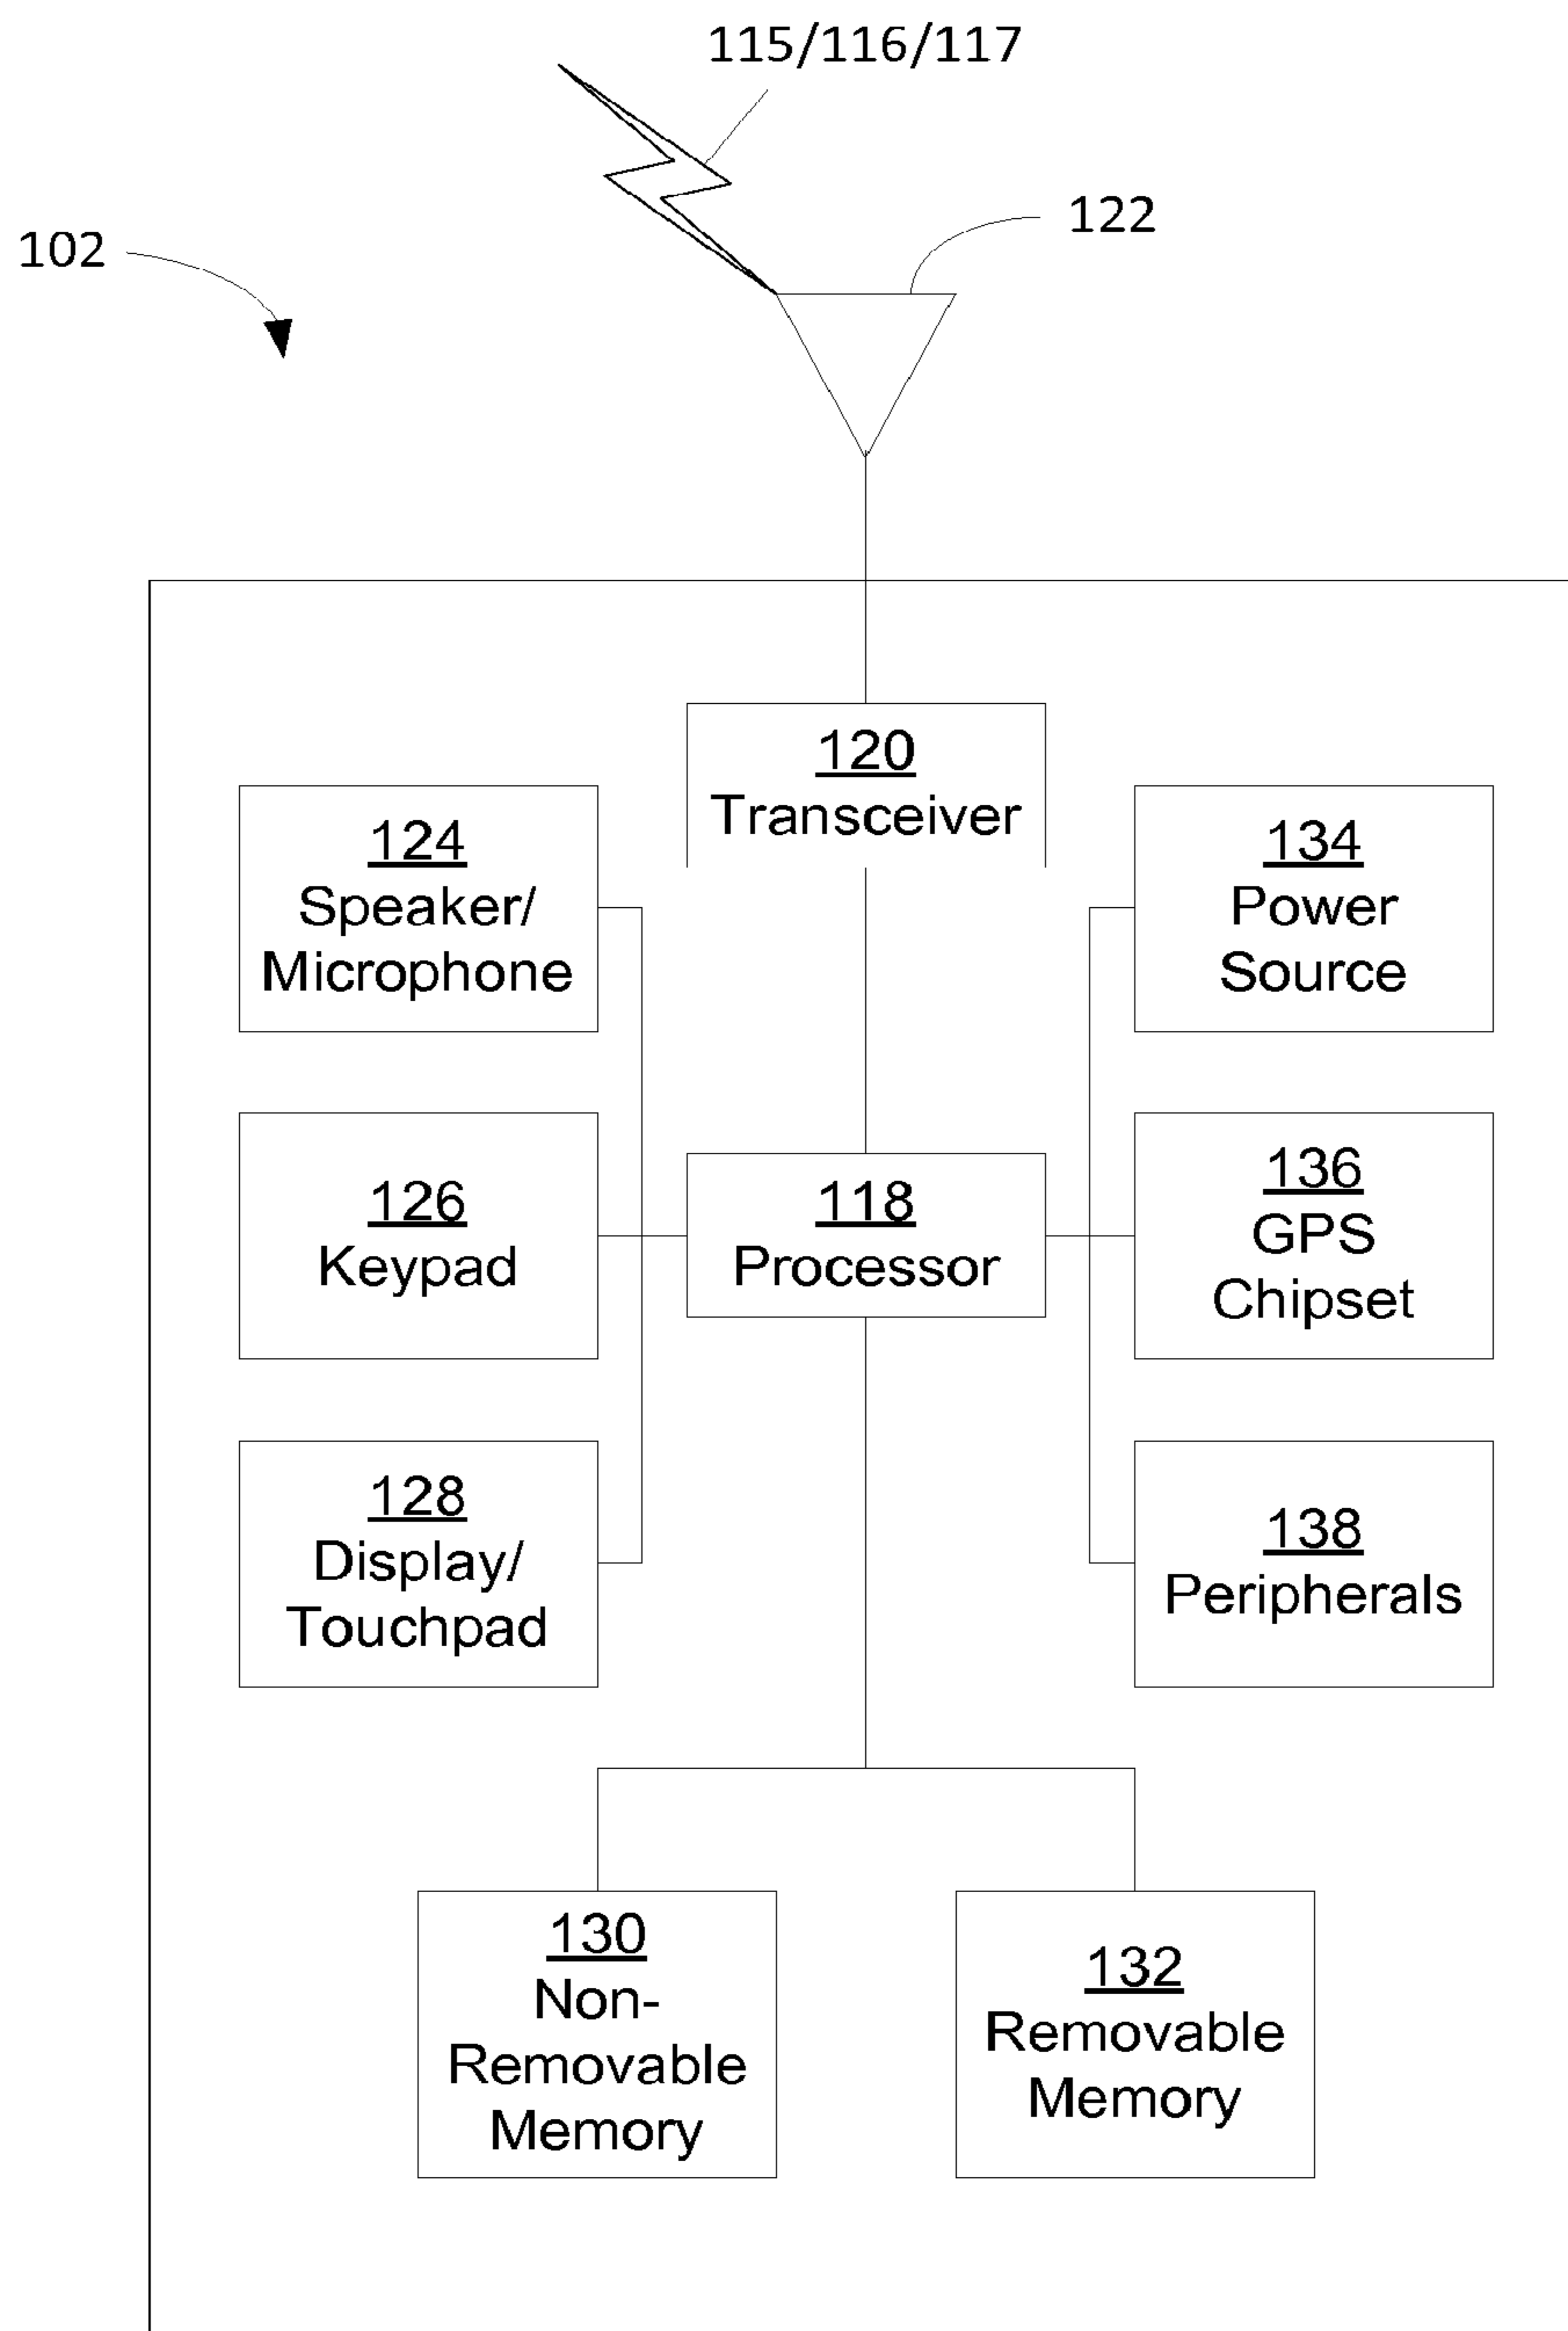 115/116/117
122
102
120
Transceiver
124
Speaker/
Microphone
134
Power
Source
126
Keypad
118
Processor
136
GPS
Chipset
128
Display/
Touchpad
138
Peripherals
130
Non-
Removable
Memory
132
Removable
Memory